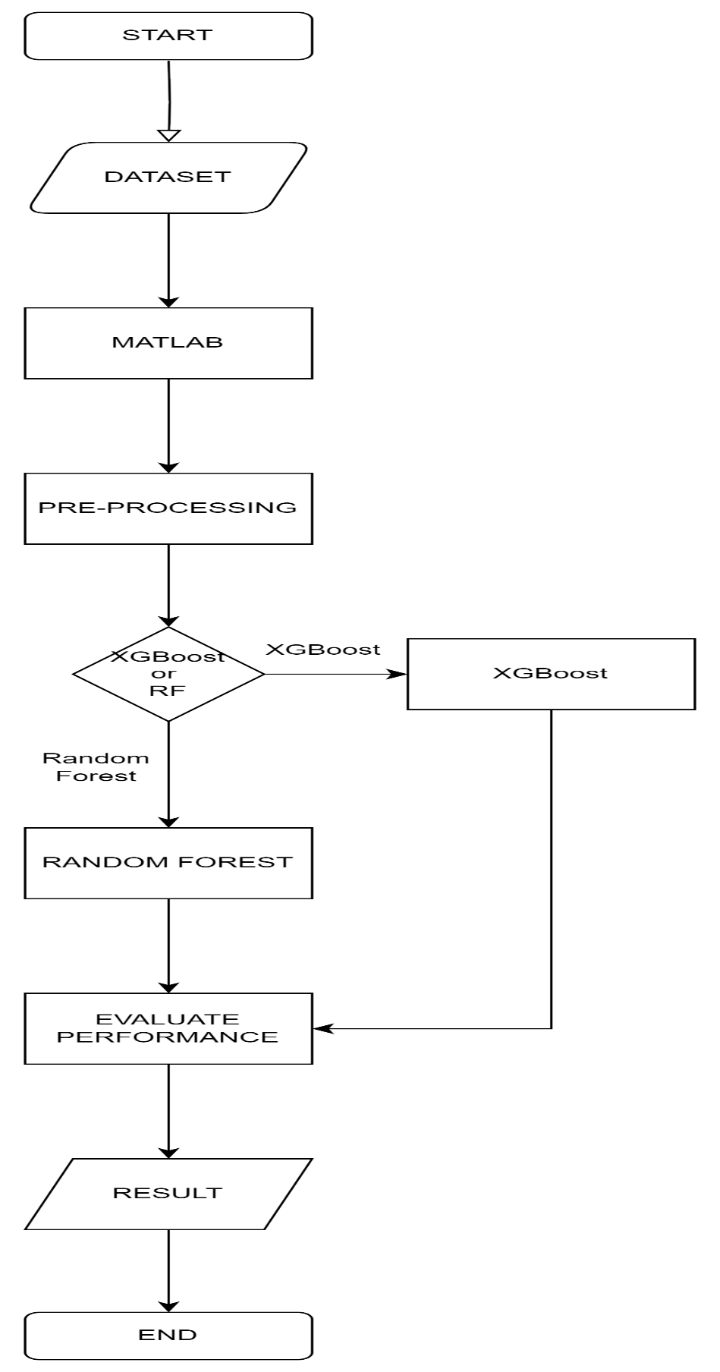 START
DATASET
MATLAB
PRE-PROCESSING
XGBoost
or
RF
XGBoost
XGBoost
Random
Forest
RANDOM FOREST
EVALUATE
PERFORMANCE
RESULT
END